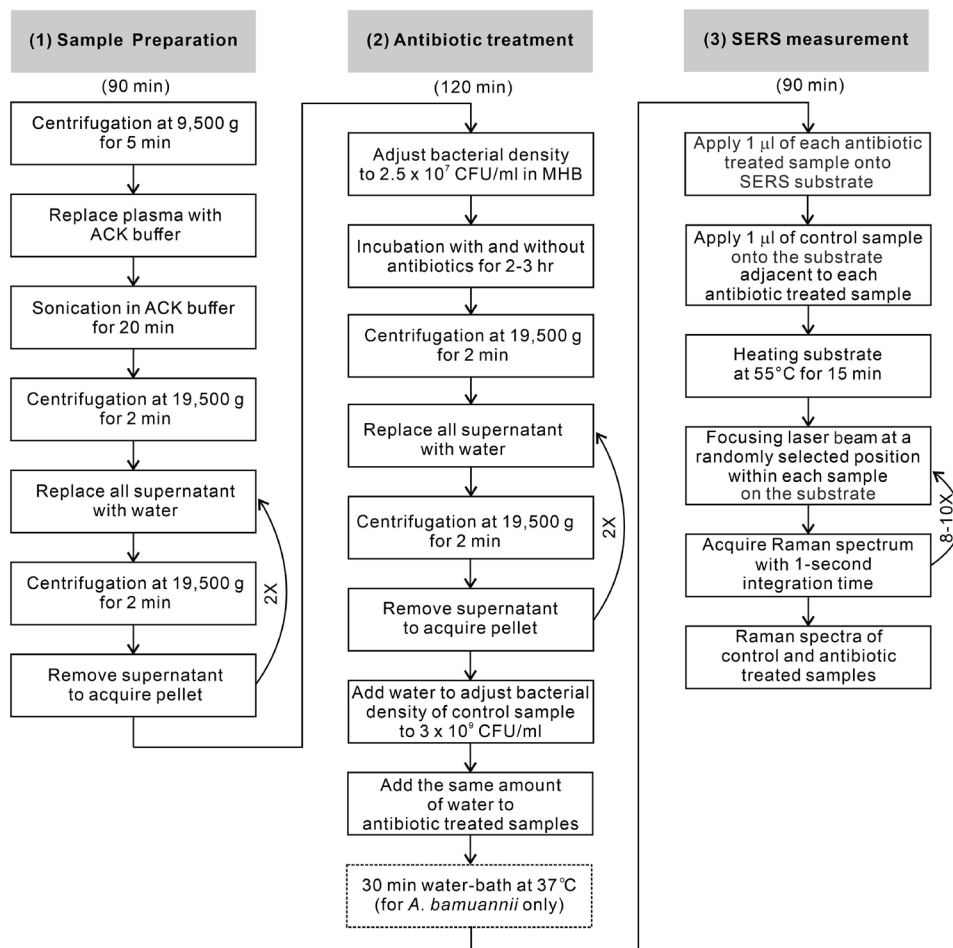 (1) Sample Preparation
(90 min)
Centrifugation at 9,500 g
for 5 min
Replace plasma with
ACK buffer
Sonication in ACK buffer
for 20 min
Centrifugation at 19,500 g
for 2 min
Replace all supernatant
with water
Centrifugation at 19,500 g
for 2 min
2X
Remove supernatant
to acquire pellet
(2) Antibiotic treatment
(120 min)
Adjust bacterial density
to 2.5 x 10⁷ CFU/ml in MHB
Incubation with and without
antibiotics for 2-3 hr
Centrifugation at 19,500 g
for 2 min
Replace all supernatant
with water
Centrifugation at 19,500 g
for 2 min
2X
Remove supernatant
to acquire pellet
Add water to adjust bacterial
density of control sample
to 3 x 10⁹ CFU/ml
Add the same amount
of water to
antibiotic treated samples
30 min water-bath at 37°C
(for A. bamuannii only)
(3) SERS measurement
(90 min)
Apply 1 μl of each antibiotic
treated sample onto
SERS substrate
Apply 1 μl of control sample
onto the substrate
adjacent to each
antibiotic treated sample
Heating substrate
at 55°C for 15 min
Focusing laser beam at a
randomly selected position
within each sample
on the substrate
8-10X
Acquire Raman spectrum
with 1-second
integration time
Raman spectra of
control and antibiotic
treated samples